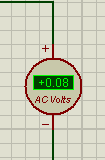 +
+0.08
AC Volts
−